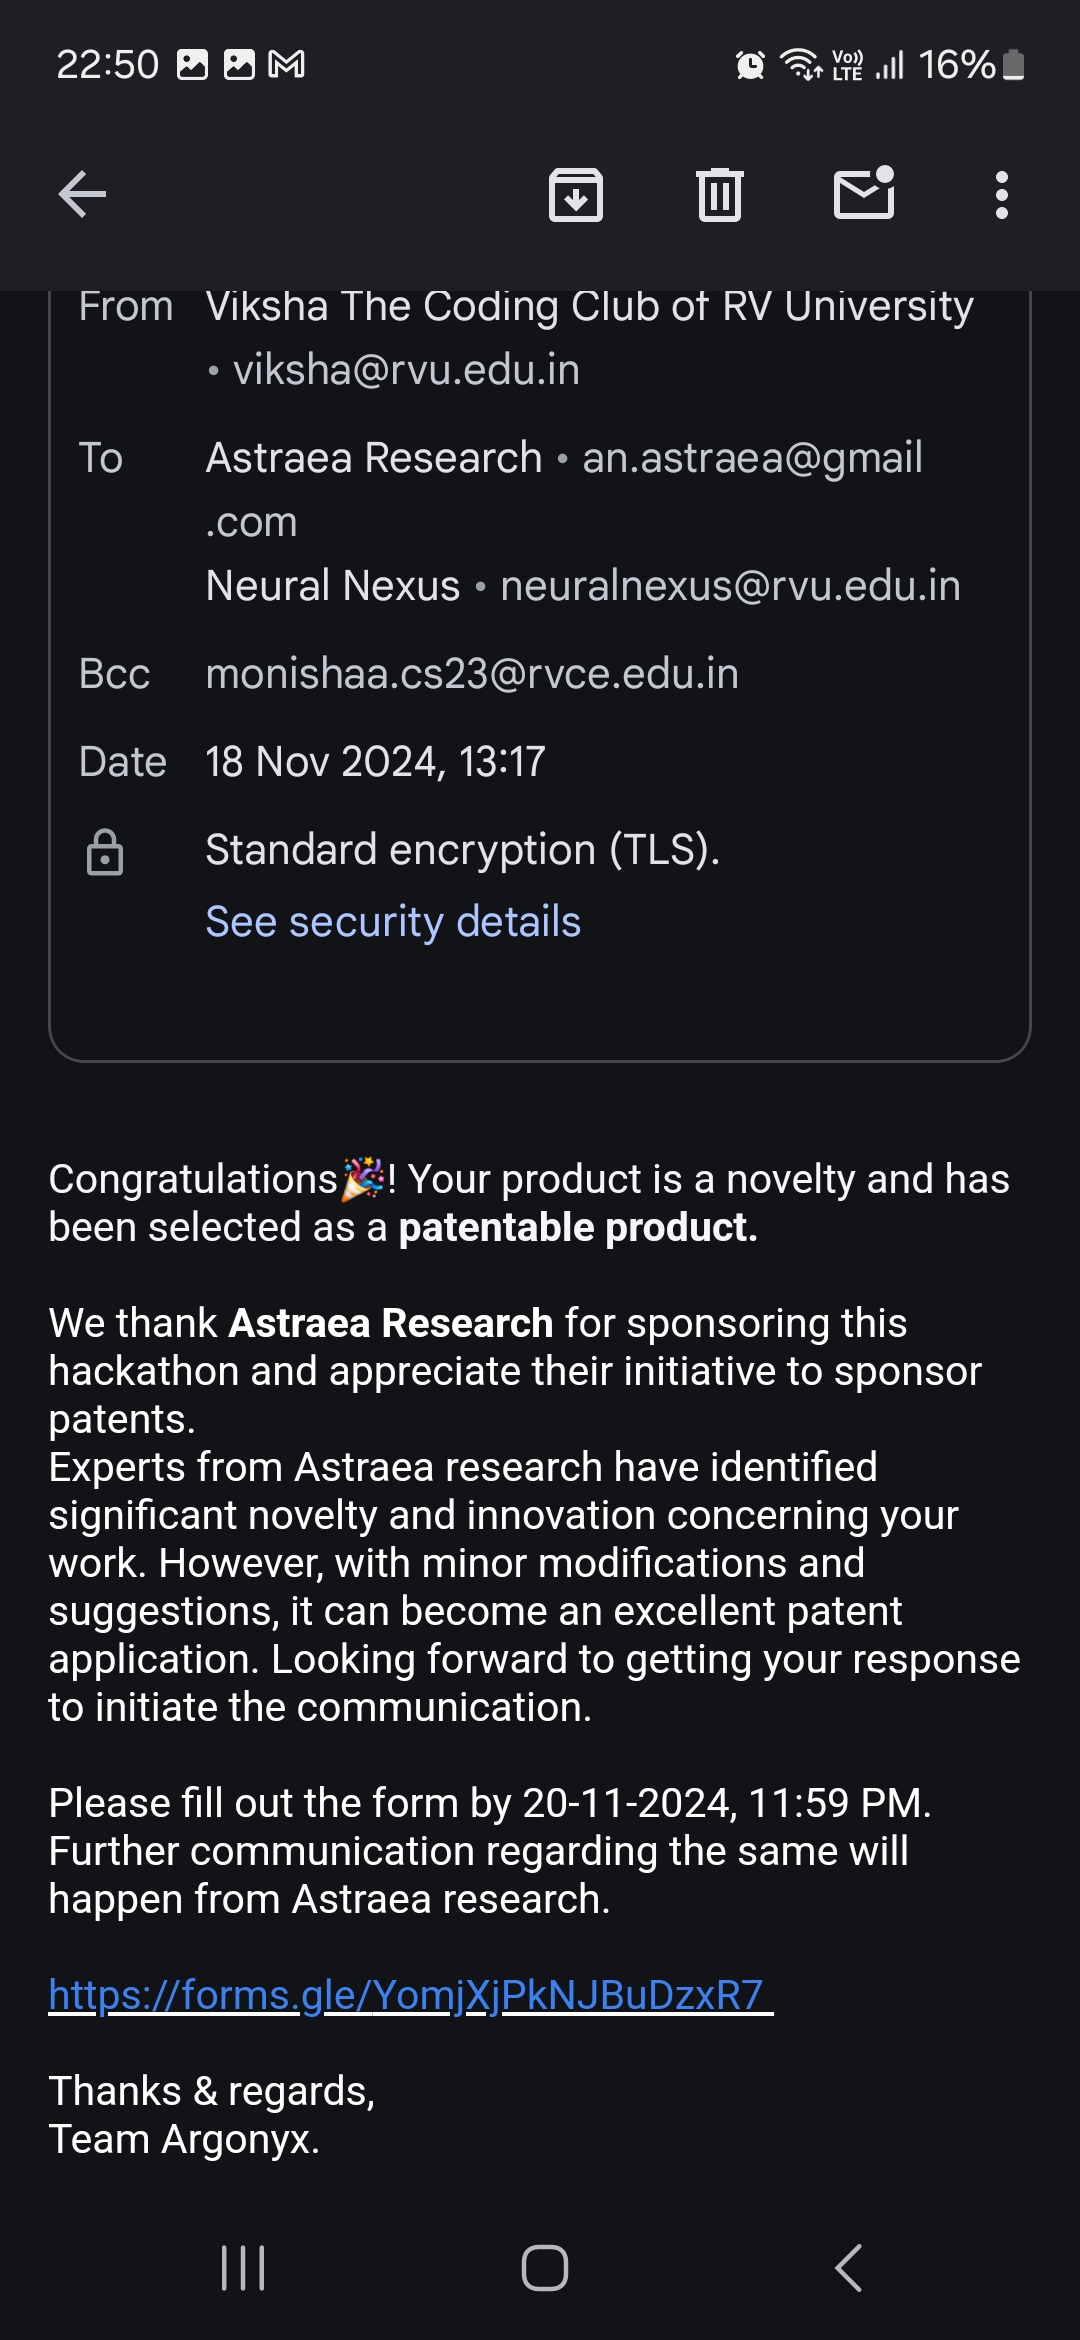 22:50
Vo)) LTE 16%
From Viksha The Coding Club of RV University
• viksha@rvu.edu.in
To Astraea Research • an.astraea@gmail
.com
Neural Nexus • neuralnexus@rvu.edu.in
Bcc monishaa.cs23@rvce.edu.in
Date 18 Nov 2024, 13:17
Standard encryption (TLS).
See security details
Congratulations🎉! Your product is a novelty and has
been selected as a patentable product.
We thank Astraea Research for sponsoring this
hackathon and appreciate their initiative to sponsor
patents.
Experts from Astraea research have identified
significant novelty and innovation concerning your
work. However, with minor modifications and
suggestions, it can become an excellent patent
application. Looking forward to getting your response
to initiate the communication.
Please fill out the form by 20-11-2024, 11:59 PM.
Further communication regarding the same will
happen from Astraea research.
https://forms.gle/YomjXjPkNJBuDzxR7
Thanks & regards,
Team Argonyx.